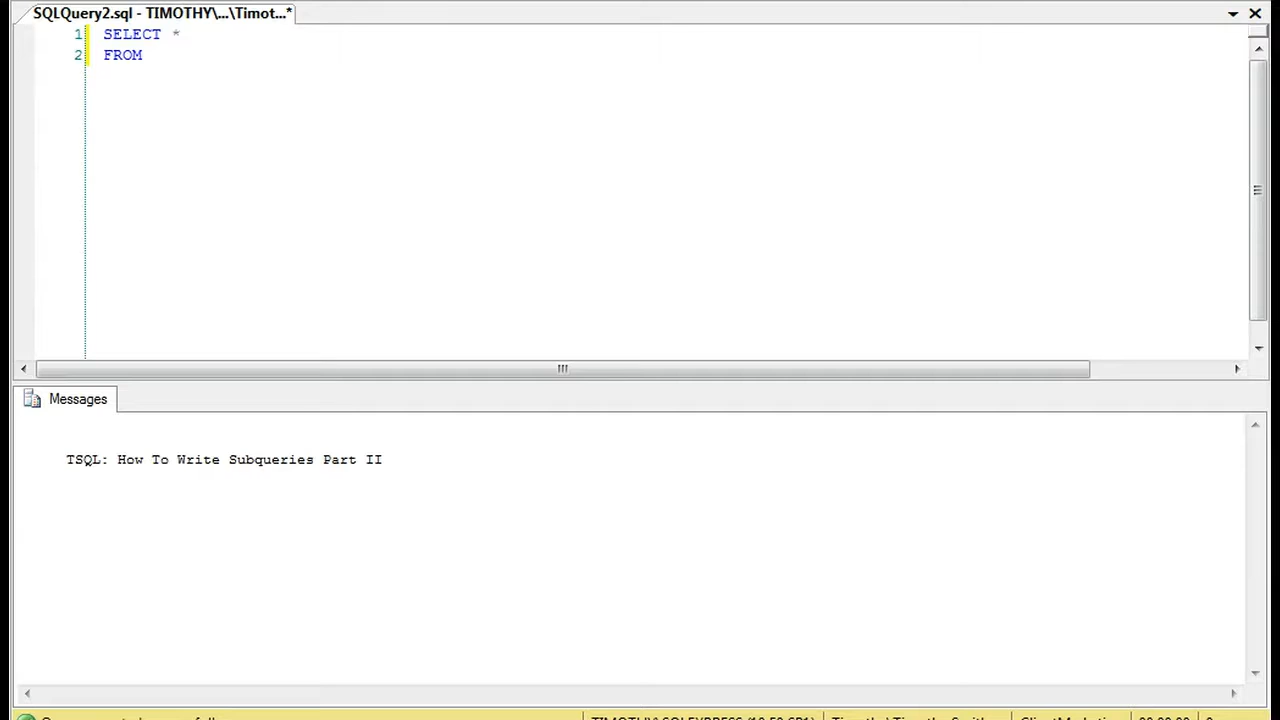 SQLQuery2.sql - TIMOTHY\...\Timot...*
1 SELECT *
2 FROM
Messages
TSQL: How To Write Subqueries Part II